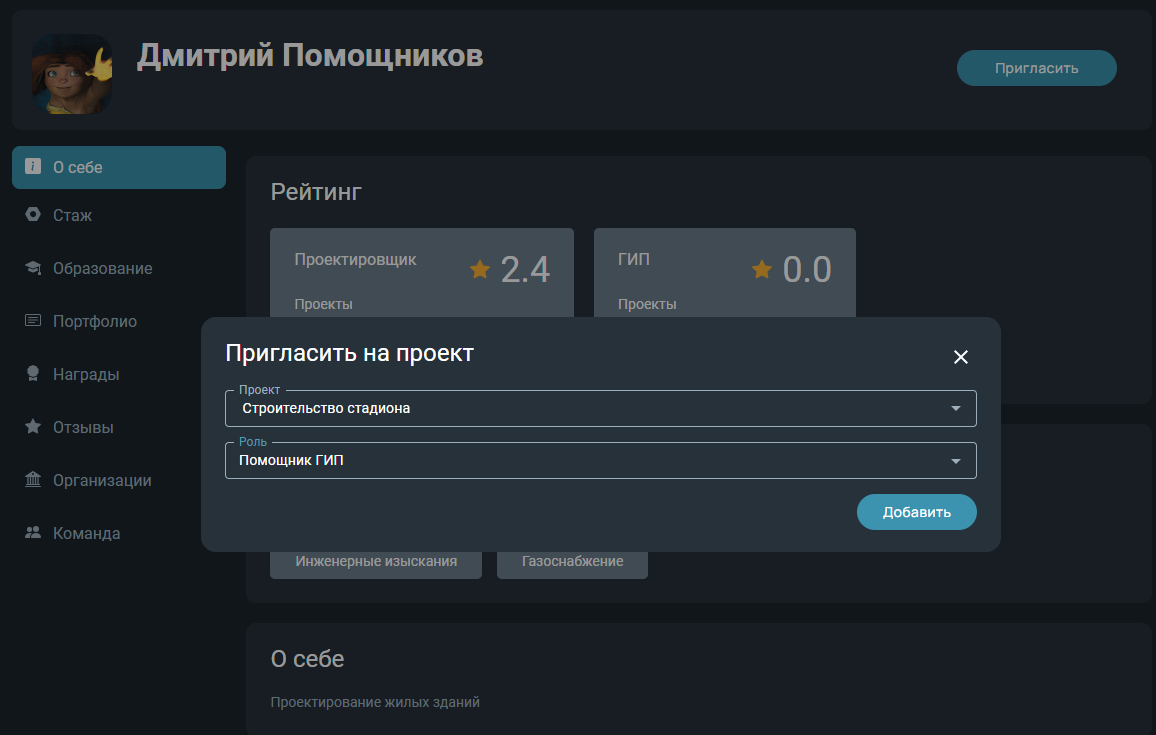 Дмитрий Помощников
Пригласить
О себе
Стаж
Образование
Портфолио
Награды
Отзывы
Организации
Команда
Рейтинг
Проектировщик
2.4
Проекты
ГИП
0.0
Проекты
Пригласить на проект
Проект
Строительство стадиона
Роль
Помощник ГИП
Добавить
Инженерные изыскания
Газоснабжение
О себе
Проектирование жилых зданий